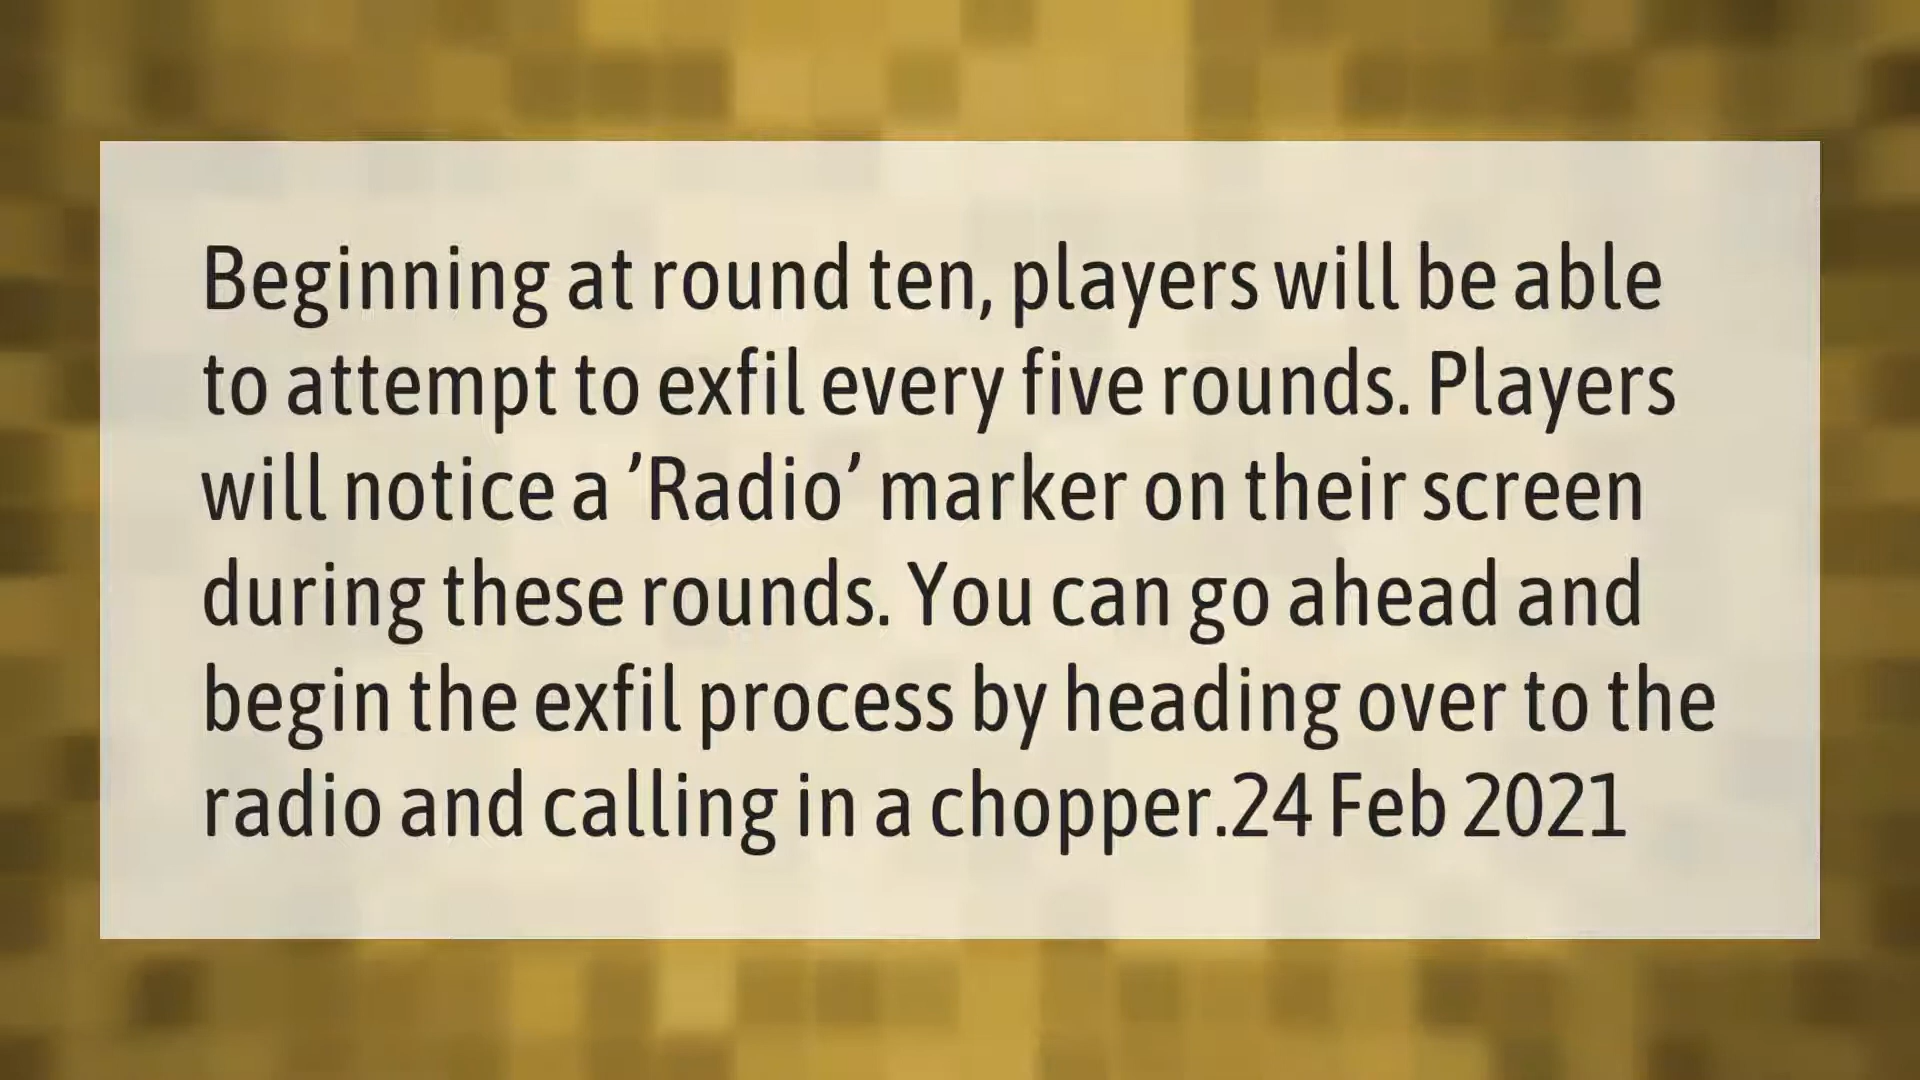 Beginning at round ten, players will be able
to attempt to exfil every five rounds. Players
will notice a ’Radio’ marker on their screen
during these rounds. You can go ahead and
begin the exfil process by heading over to the
radio and calling in a chopper.24 Feb 2021